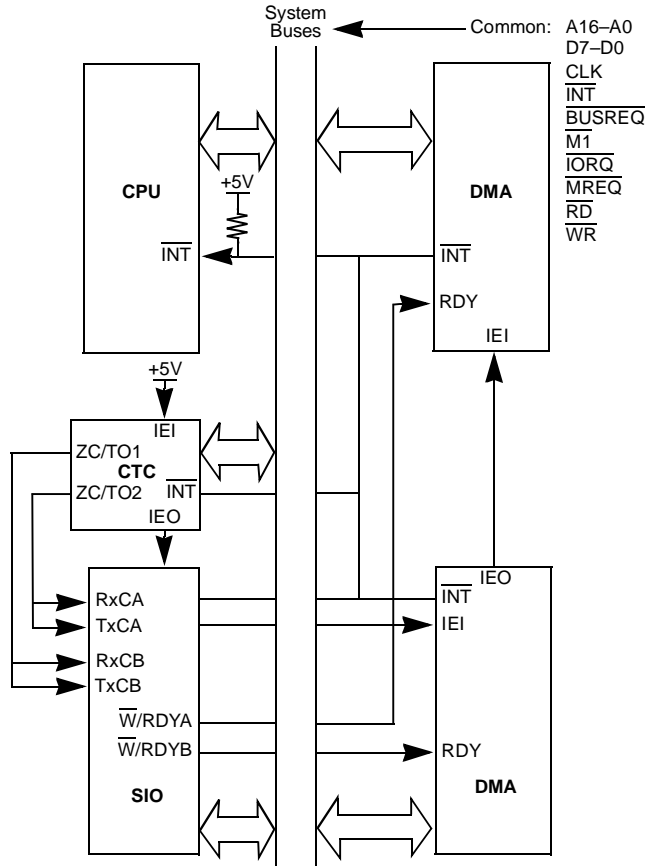 System
Buses
Common: A16–A0
D7–D0
CLK
INT
BUSREQ
M1
IORQ
MREQ
RD
WR
CPU
+5V
INT
DMA
INT
RDY
IEI
+5V
IEI
ZC/TO1
CTC
ZC/TO2
INT
IEO
RxCA
TxCA
RxCB
TxCB
W/RDYA
W/RDYB
SIO
IEO
INT
IEI
RDY
DMA